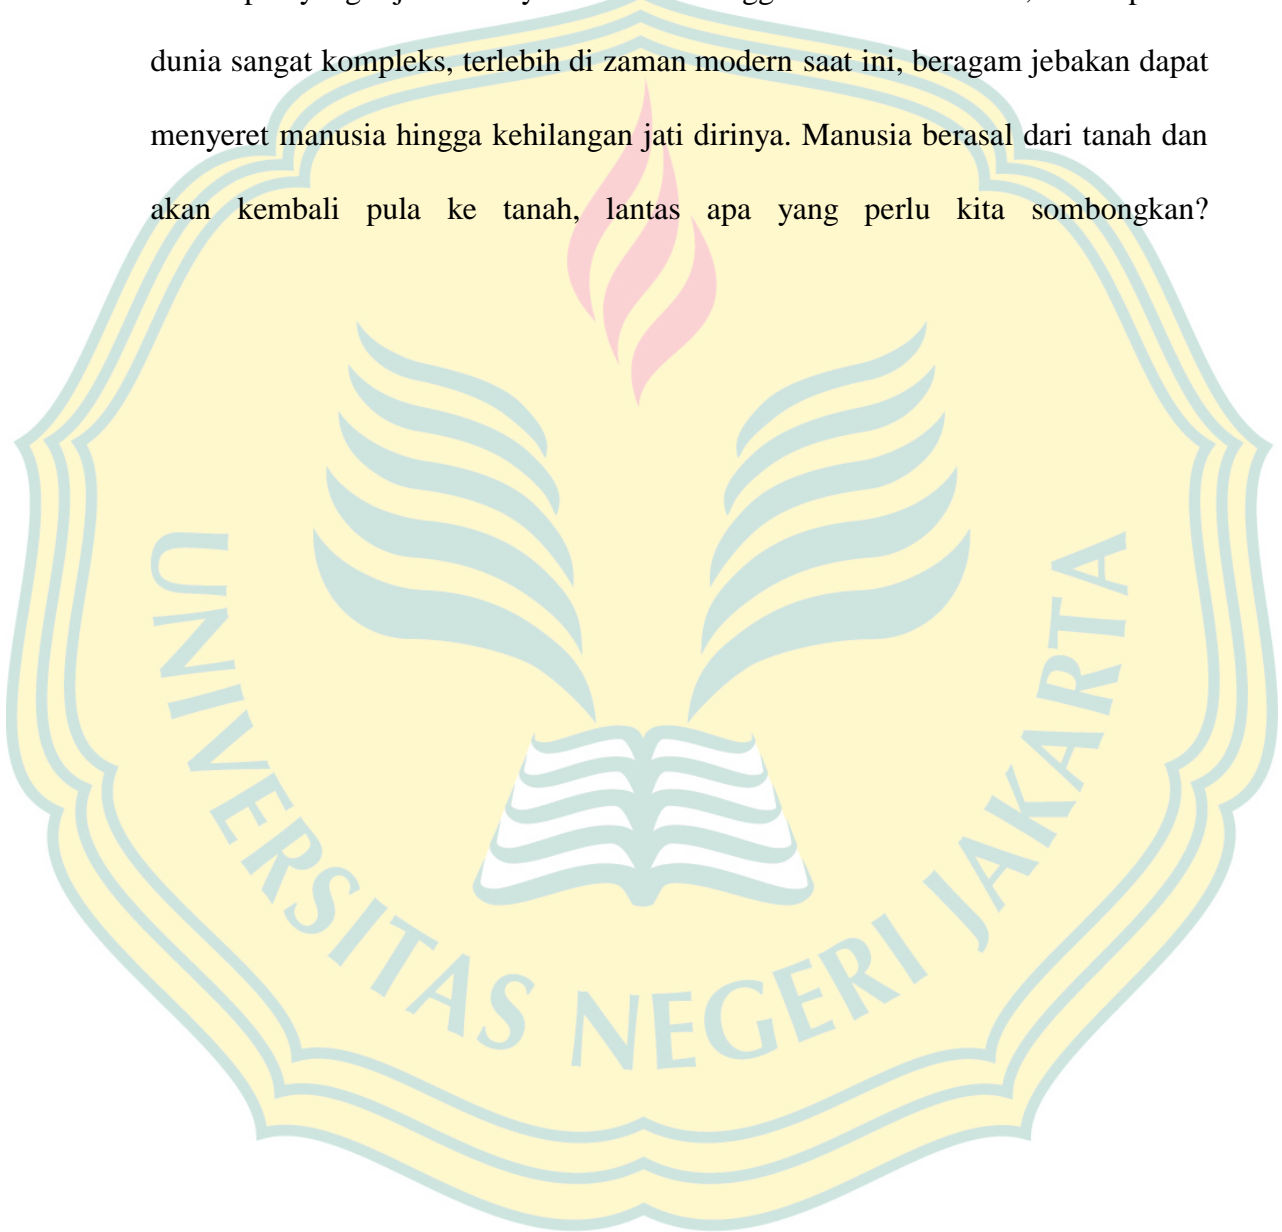 dunia sangat kompleks, terlebih di zaman modern saat ini, beragam jebakan dapat
menyeret manusia hingga kehilangan jati dirinya. Manusia berasal dari tanah dan
akan kembali pula ke tanah, lantas apa yang perlu kita sombongkan?
UNIVERSITAS NEGERI JAKARTA